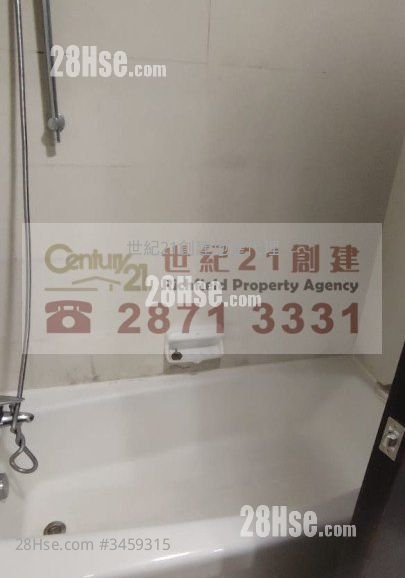 28Hse.com
Century 21 世紀21創建
28Hse.com
Richfield Property Agency
☎ 2871 3331
28Hse.com
28Hse.com #3459315